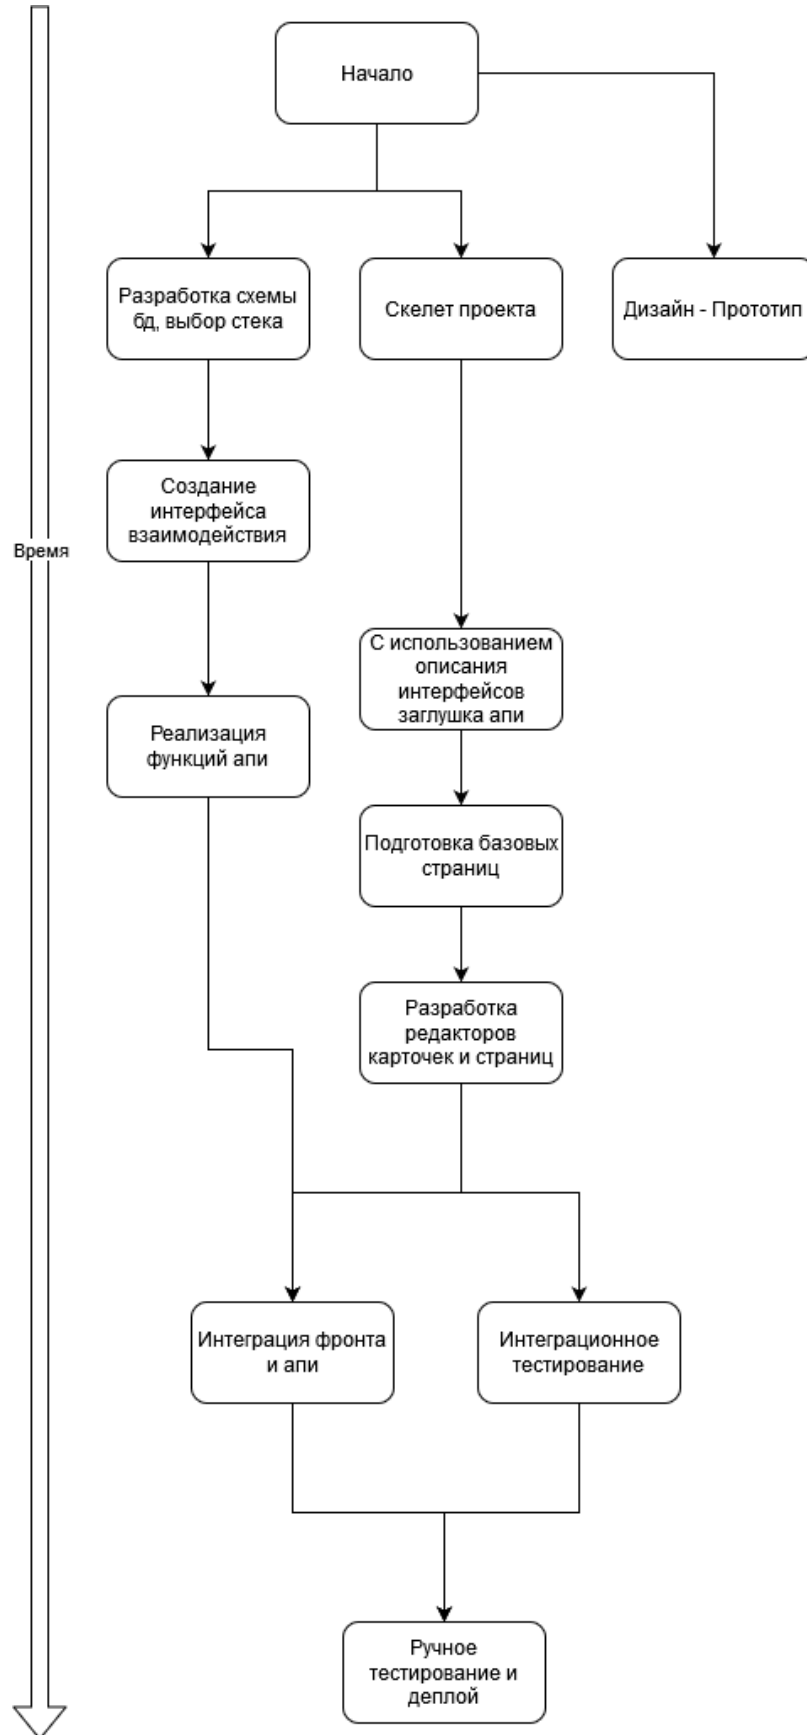 Начало
Разработка схемы
бд, выбор стека
Скелет проекта
Дизайн - Прототип
Создание
интерфейса
взаимодействия
Время
С использованием
описания
интерфейсов
заглушка апи
Реализация
функций апи
Подготовка базовых
страниц
Разработка
редакторов
карточек и страниц
Интеграция фронта
и апи
Интеграционное
тестирование
Ручное
тестирование и
деплой